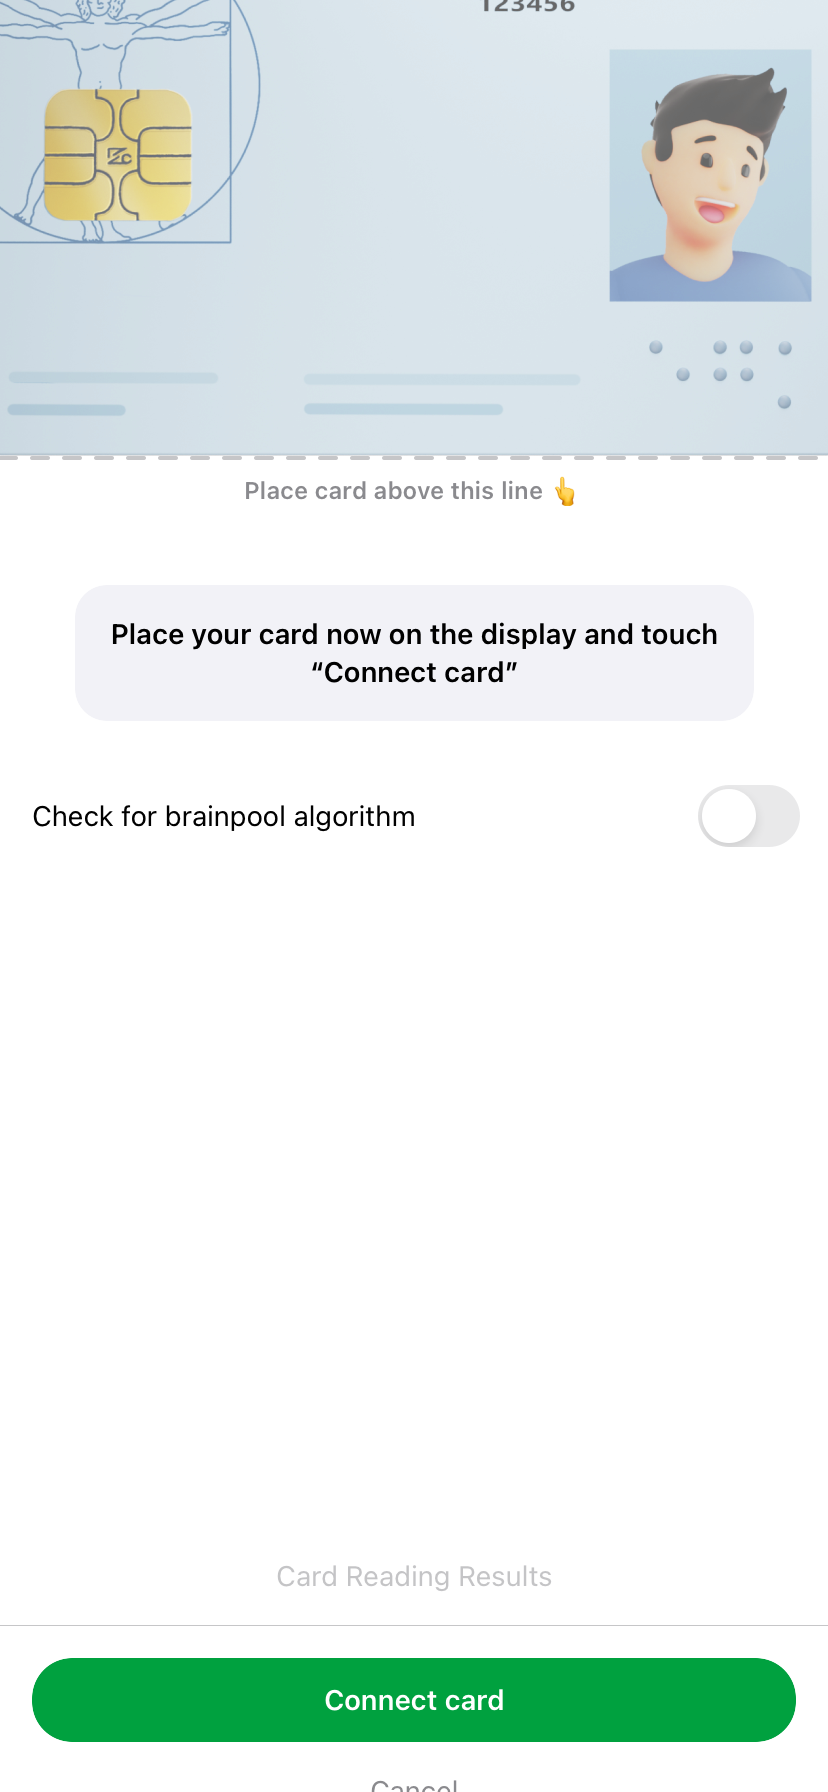 123456
Place card above this line 👆
Place your card now on the display and touch
“Connect card”
Check for brainpool algorithm
Card Reading Results
Connect card
Cancel